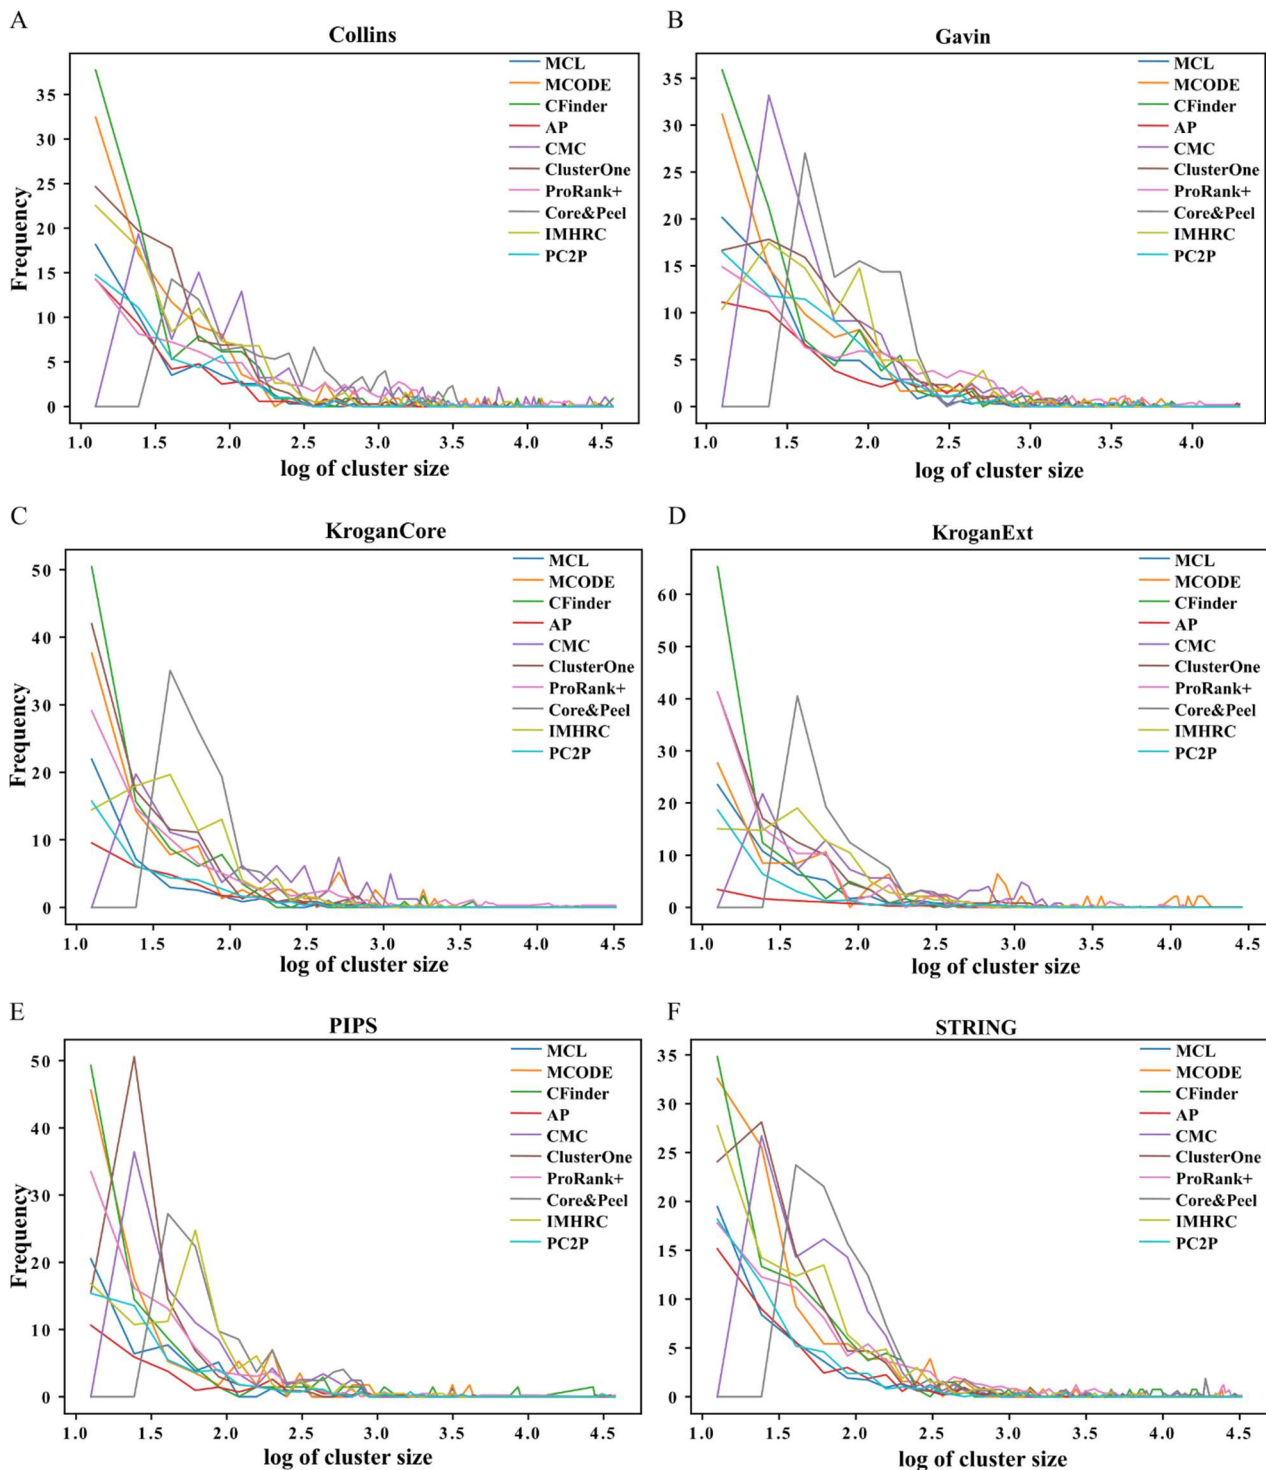 A
Collins
35
30
25
20
15
10
5
0
Frequency
1.0 1.5 2.0 2.5 3.0 3.5 4.0 4.5
log of cluster size
MCL
MCODE
CFinder
AP
CMC
ClusterOne
ProRank+
Core&Peel
IMHRC
PC2P
B
Gavin
35
30
25
20
15
10
5
0
1.0 1.5 2.0 2.5 3.0 3.5 4.0
log of cluster size
MCL
MCODE
CFinder
AP
CMC
ClusterOne
ProRank+
Core&Peel
IMHRC
PC2P
C
KroganCore
50
40
30
20
10
0
Frequency
1.0 1.5 2.0 2.5 3.0 3.5 4.0 4.5
log of cluster size
MCL
MCODE
CFinder
AP
CMC
ClusterOne
ProRank+
Core&Peel
IMHRC
PC2P
D
KroganExt
60
50
40
30
20
10
0
1.0 1.5 2.0 2.5 3.0 3.5 4.0 4.5
log of cluster size
MCL
MCODE
CFinder
AP
CMC
ClusterOne
ProRank+
Core&Peel
IMHRC
PC2P
E
PIPS
50
40
30
20
10
0
Frequency
1.0 1.5 2.0 2.5 3.0 3.5 4.0 4.5
log of cluster size
MCL
MCODE
CFinder
AP
CMC
ClusterOne
ProRank+
Core&Peel
IMHRC
PC2P
F
STRING
35
30
25
20
15
10
5
0
1.0 1.5 2.0 2.5 3.0 3.5 4.0 4.5
log of cluster size
MCL
MCODE
CFinder
AP
CMC
ClusterOne
ProRank+
Core&Peel
IMHRC
PC2P